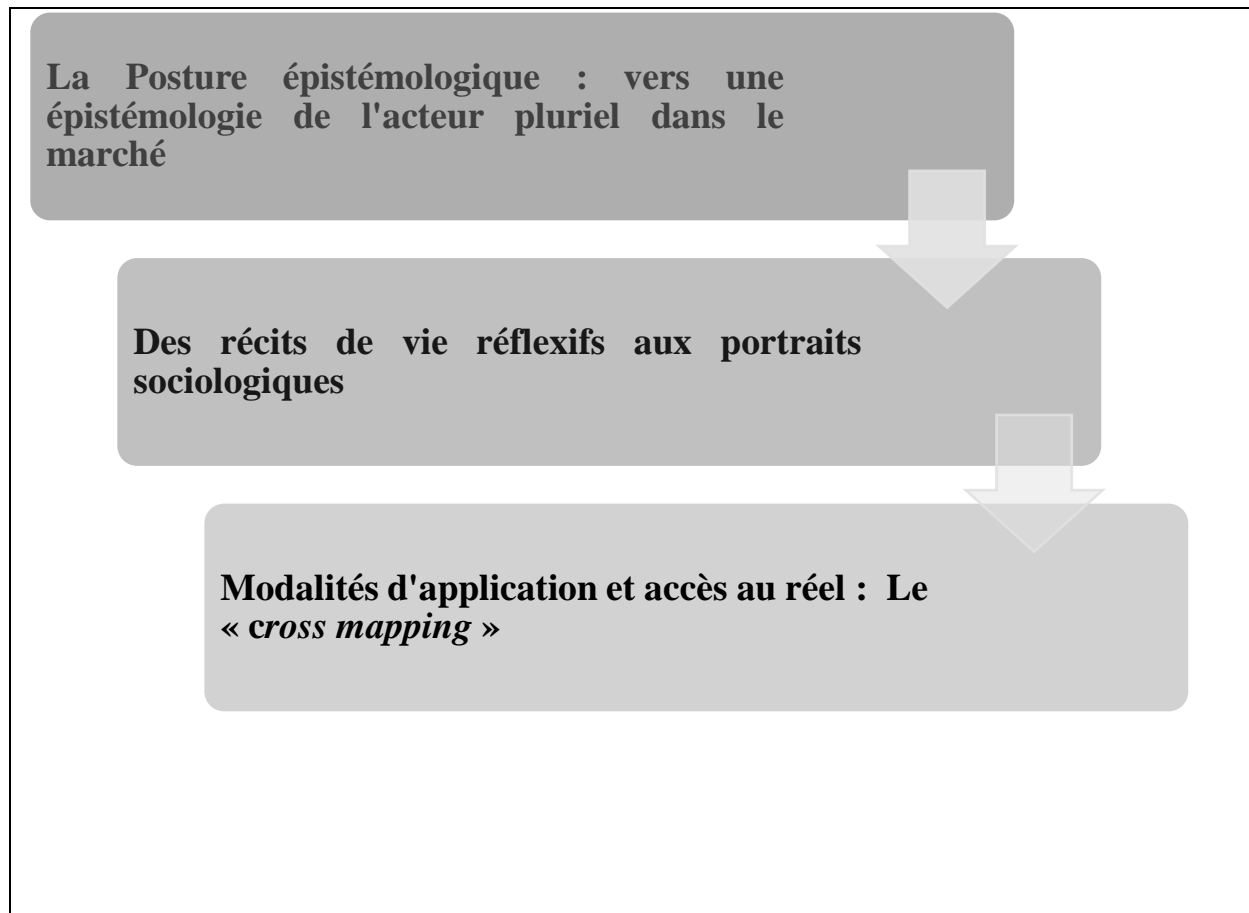 La Posture épistémologique : vers une
épistémologie de l'acteur pluriel dans le
marché
Des récits de vie réflexifs aux portraits
sociologiques
Modalités d'application et accès au réel : Le
« cross mapping »